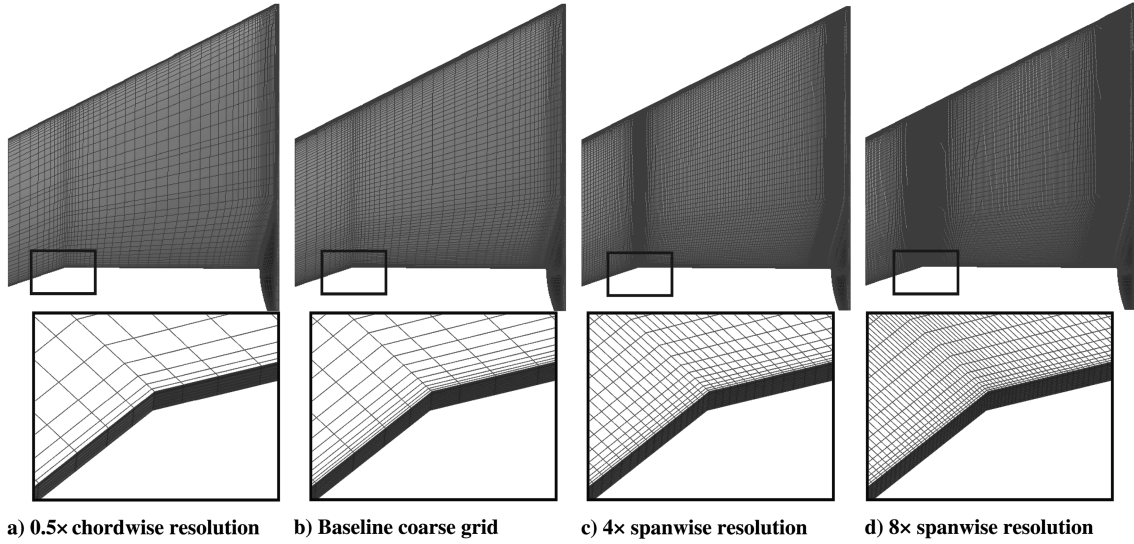 a) 0.5× chordwise resolution
b) Baseline coarse grid
c) 4× spanwise resolution
d) 8× spanwise resolution